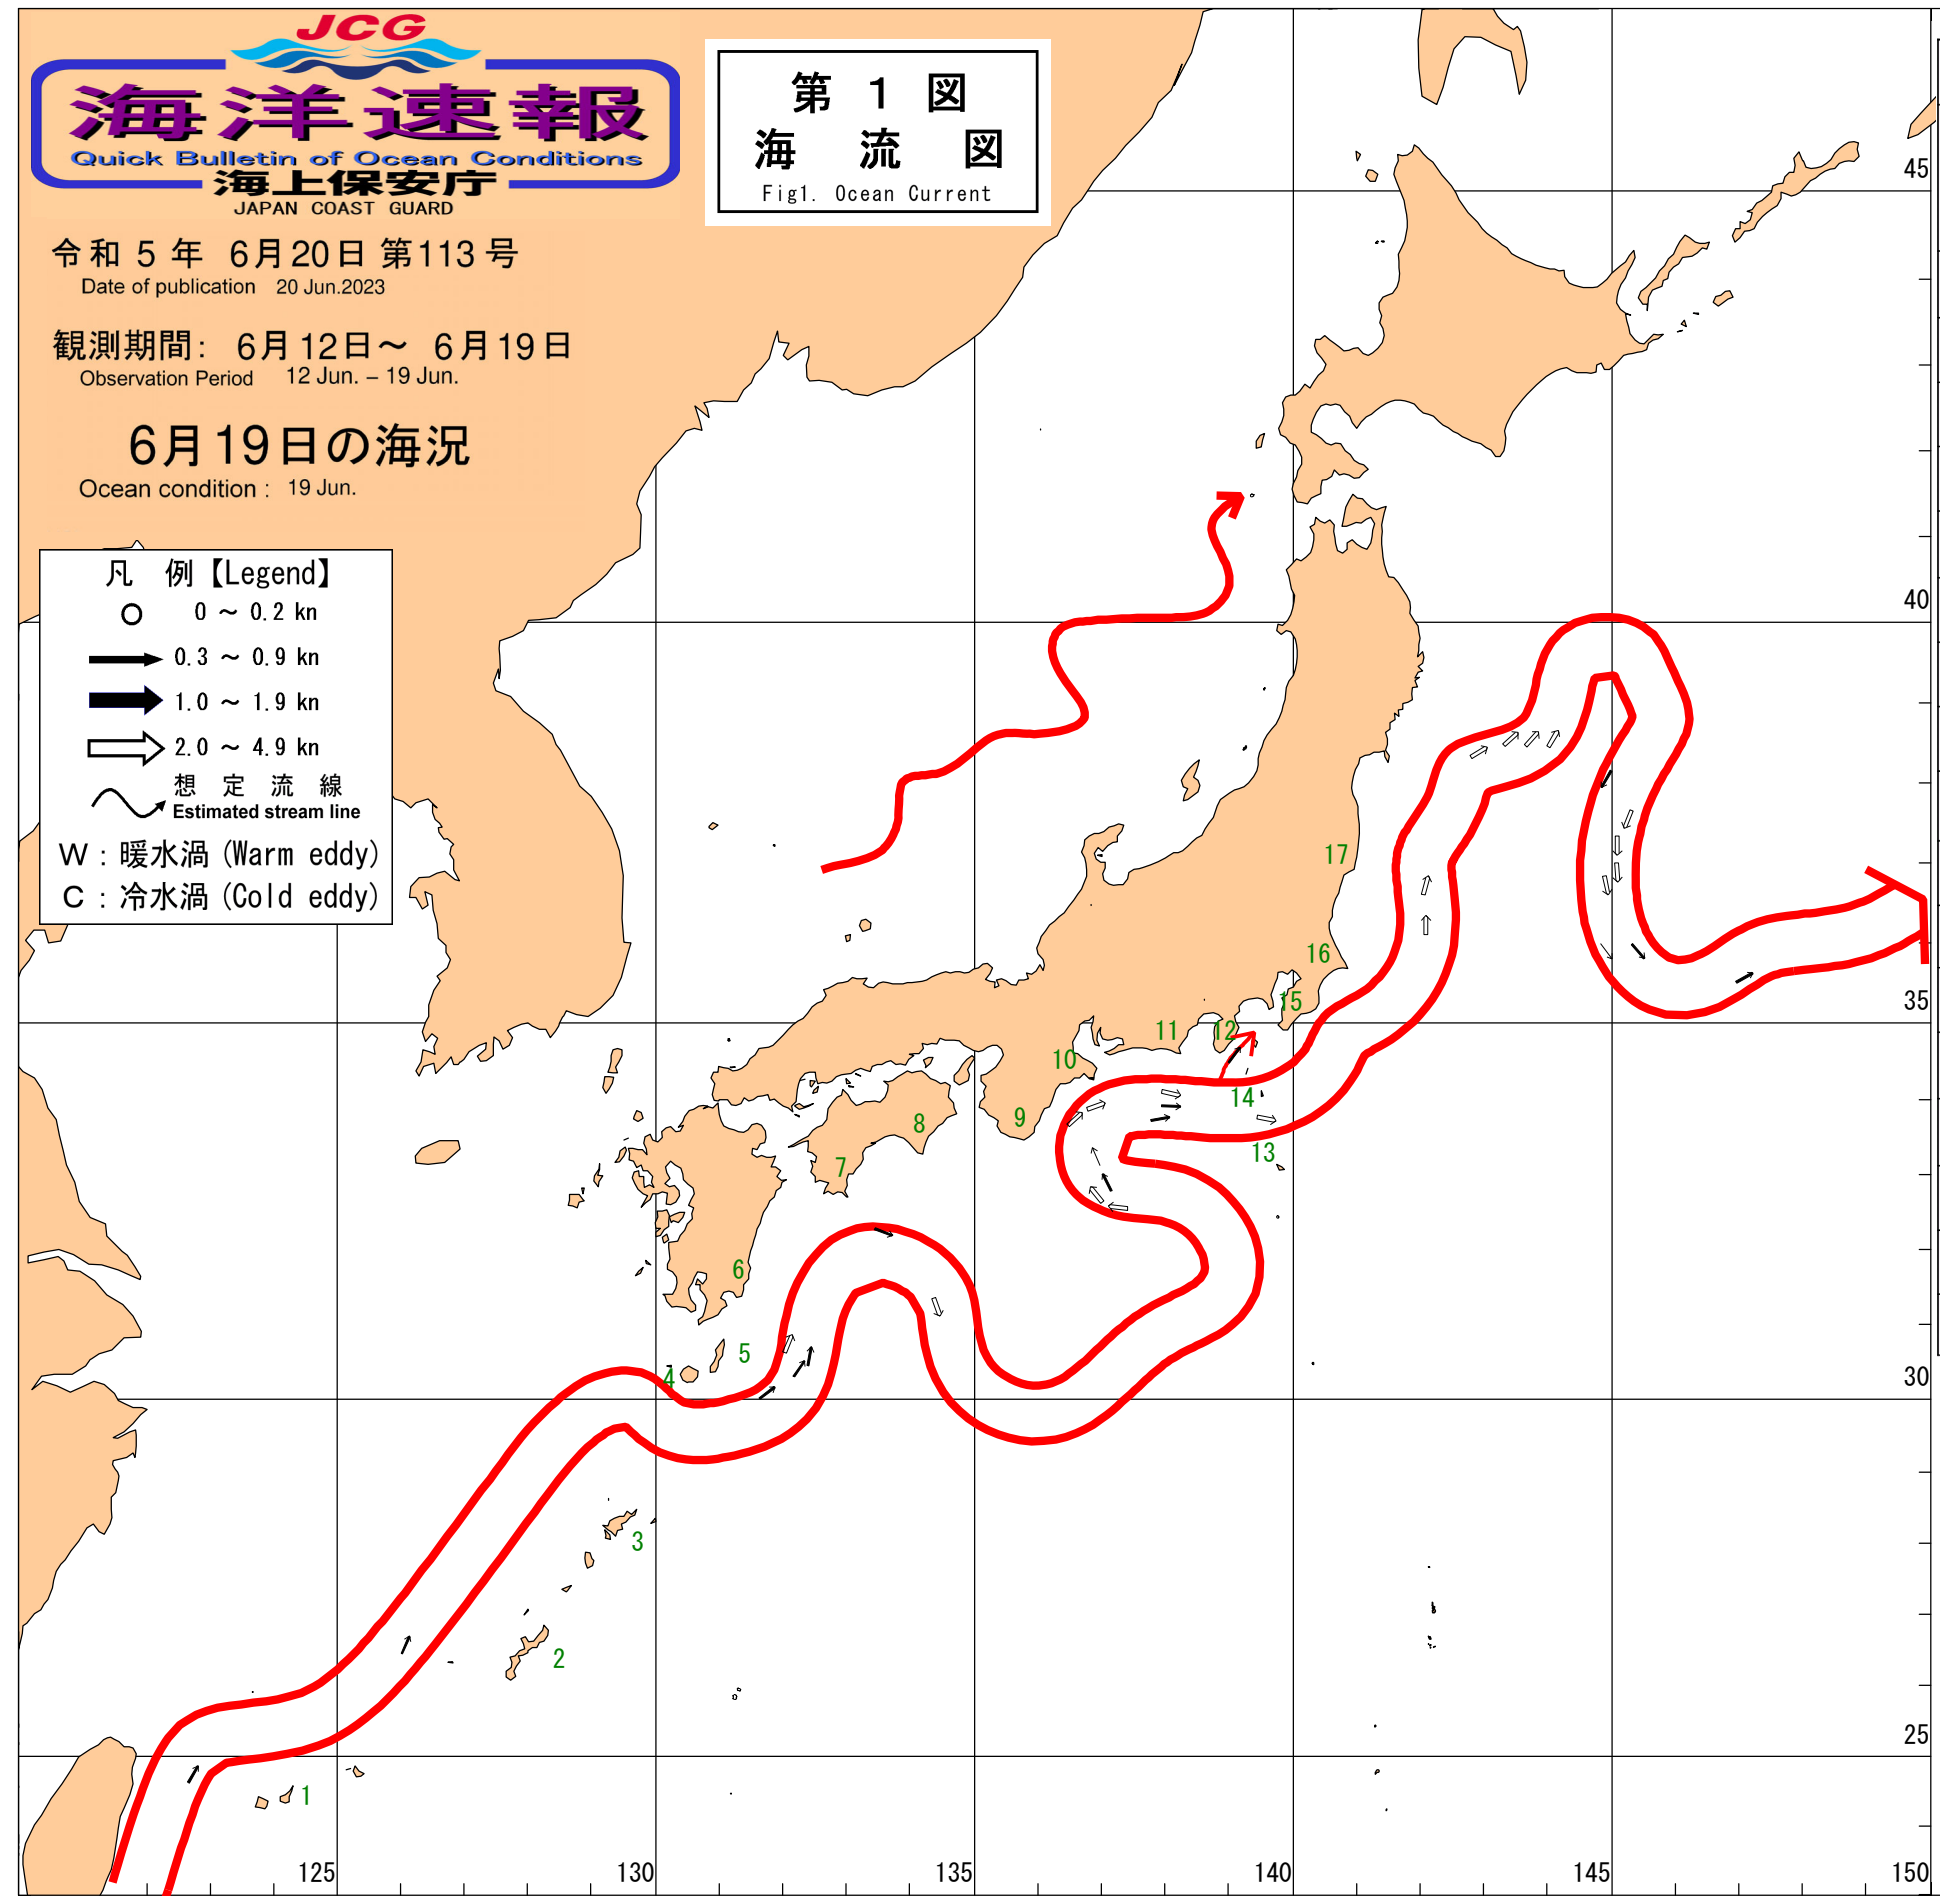 JCG
海洋速報
Quick Bulletin of Ocean Conditions
海上保安庁
JAPAN COAST GUARD
第 1 図
海 流 図
Fig1. Ocean Current
令和 5 年 6月20日 第113号
Date of publication 20 Jun.2023
観測期間: 6月12日～ 6月19日
Observation Period 12 Jun. – 19 Jun.
6月19日の海況
Ocean condition : 19 Jun.
凡 例【Legend】
0 ～ 0.2 kn
0.3 ～ 0.9 kn
1.0 ～ 1.9 kn
2.0 ～ 4.9 kn
想 定 流 線
Estimated stream line
W : 暖水渦 (Warm eddy)
C : 冷水渦 (Cold eddy)
45
40
17
16
35
15
12
11
10
14
9
8
13
7
6
5
4
30
3
2
25
1
125
130
135
140
145
150